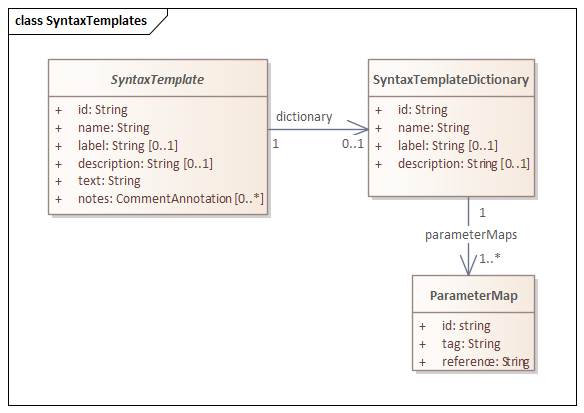 class SyntaxTemplates
SyntaxTemplate
+ id: String
+ name: String
+ label: String [0..1]
+ description: String [0..1]
+ text: String
+ notes: CommentAnnotation [0..*]
dictionary
1
0..1
SyntaxTemplateDictionary
+ id: String
+ name: String
+ label: String [0..1]
+ description: String [0..1]
1
parameterMaps
1..*
ParameterMap
+ id: string
+ tag: String
+ reference: String